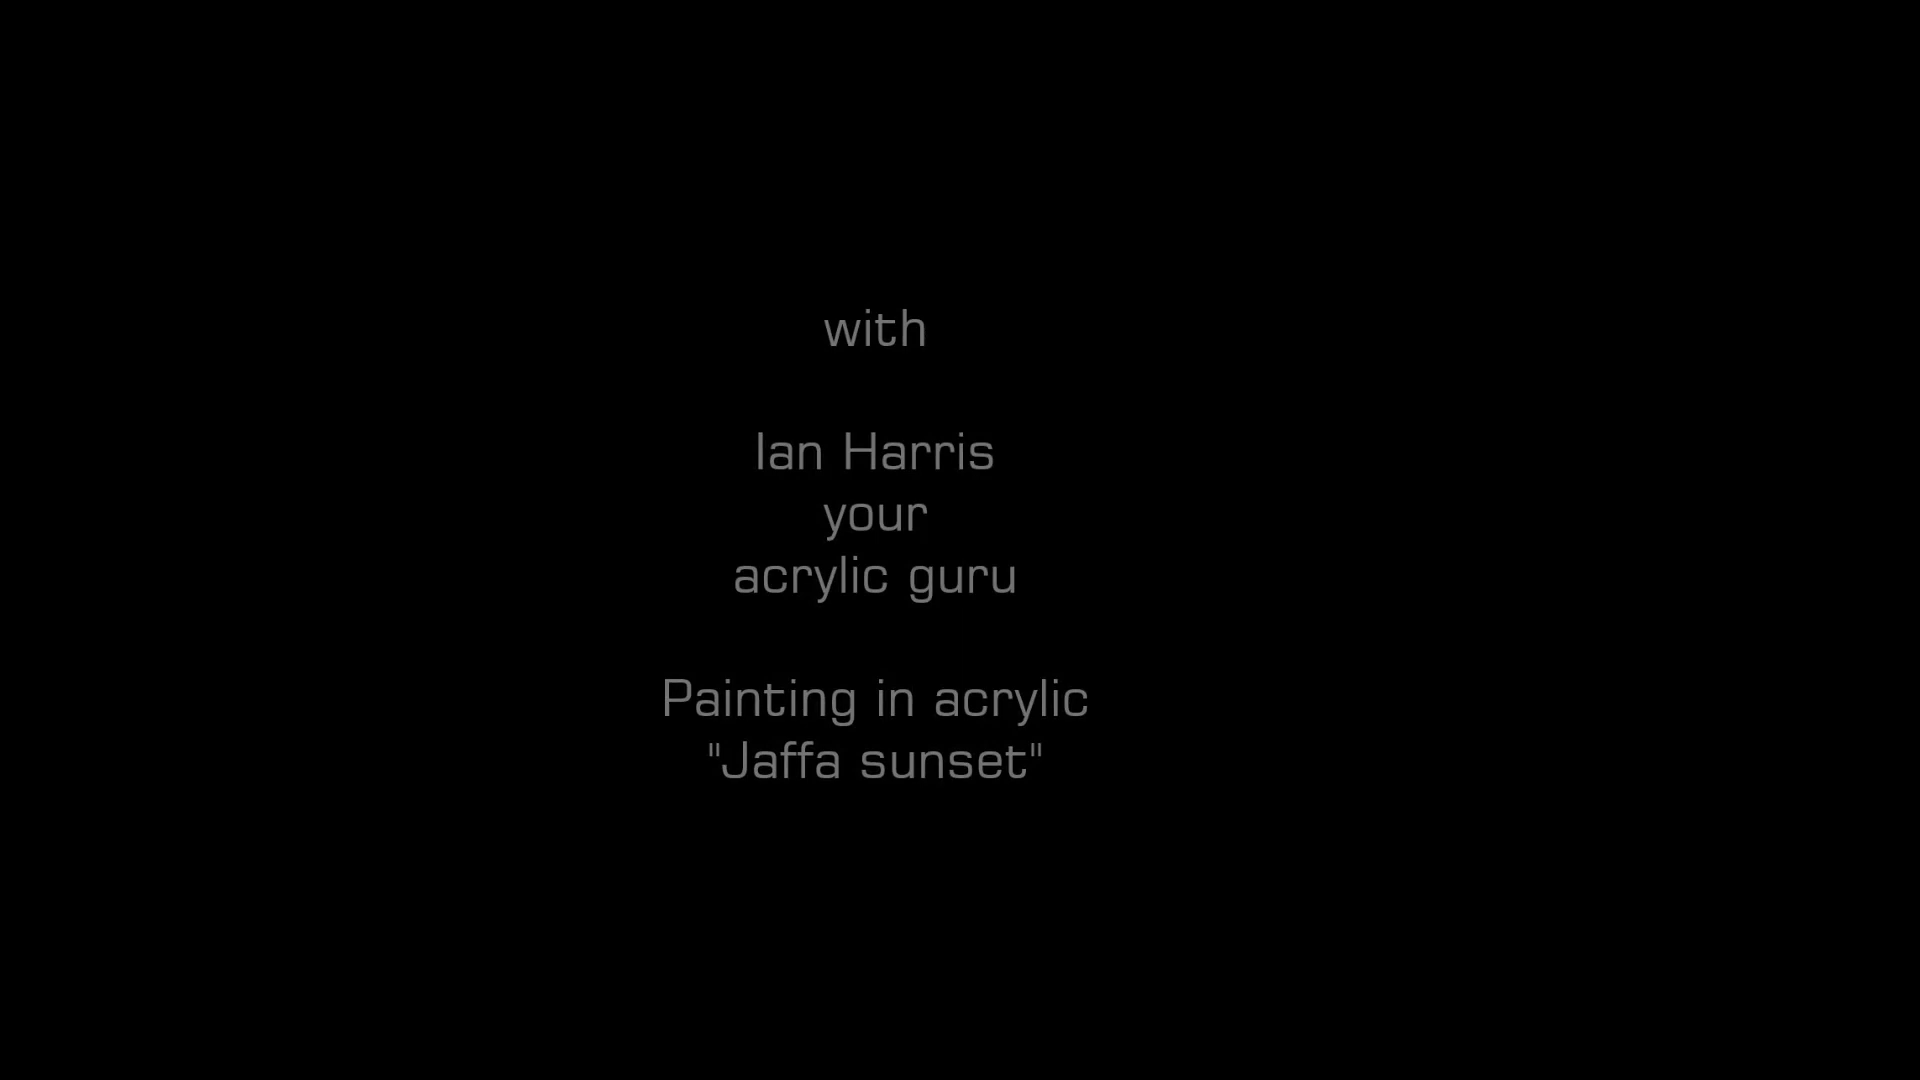 with
Ian Harris
your
acrylic guru
Painting in acrylic
"Jaffa sunset"